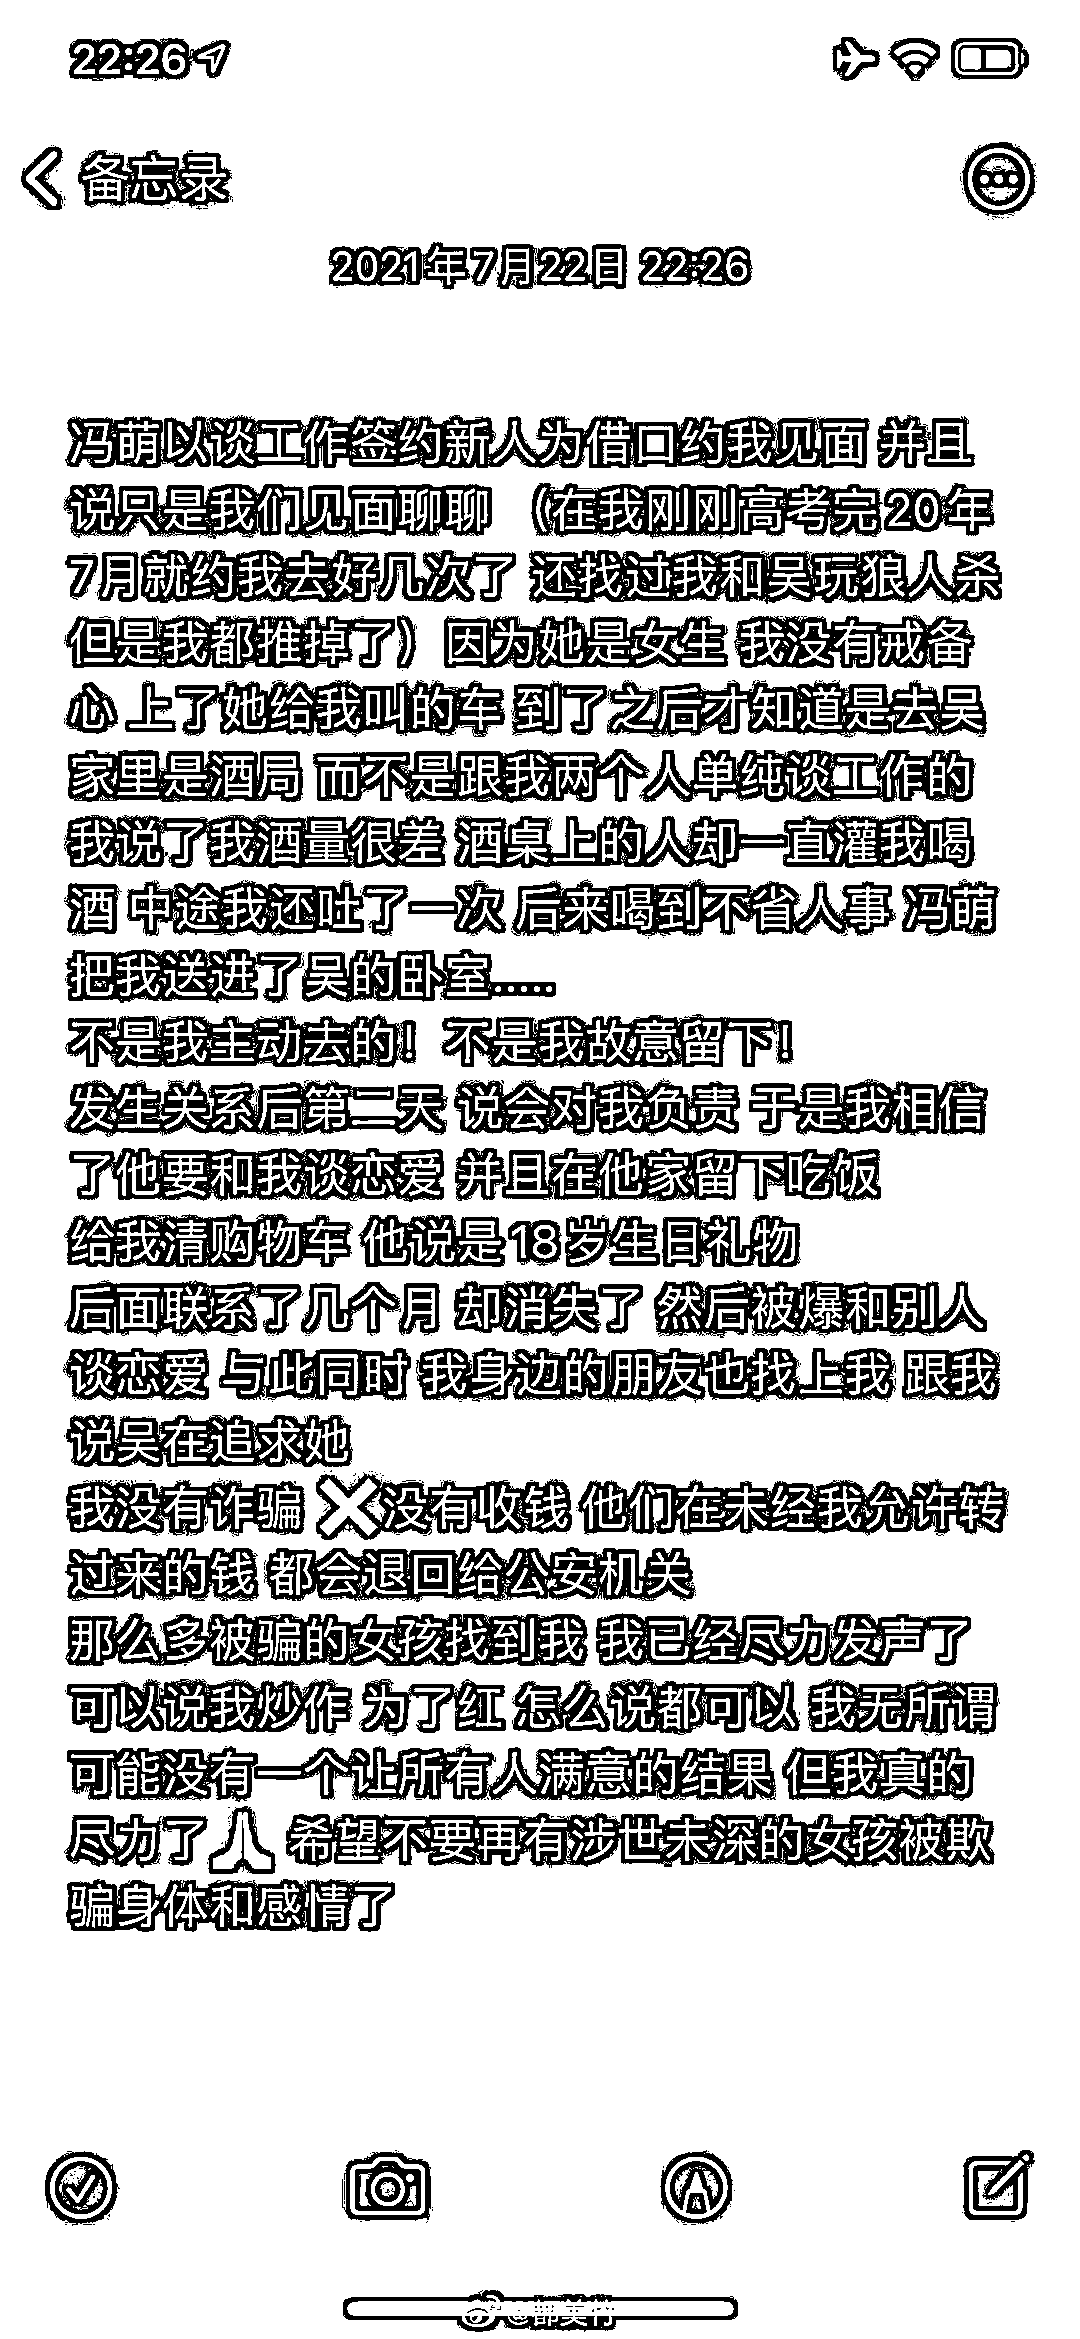 22:26
备忘录
2021年7月22日 22:26
冯萌以谈工作签约新人为借口约我见面 并且
说只是我们见面聊聊 （在我刚刚高考完20年
7月就约我去好几次了 还找过我和吴玩狼人杀
但是我都推掉了）因为她是女生 我没有戒备
心 上了她给我叫的车 到了之后才知道是去吴
家里是酒局 而不是跟我两个人单纯谈工作的
我说了我酒量很差 酒桌上的人却一直灌我喝
酒 中途我还吐了一次 后来喝到不省人事 冯萌
把我送进了吴的卧室......
不是我主动去的！不是我故意留下！
发生关系后第二天 说会对我负责 于是我相信
了他要和我谈恋爱 并且在他家留下吃饭
给我清购物车 他说是18岁生日礼物
后面联系了几个月 却消失了 然后被爆和别人
谈恋爱 与此同时 我身边的朋友也找上我 跟我
说吴在追求她
我没有诈骗 ❌没有收钱 他们在未经我允许转
过来的钱 都会退回给公安机关
那么多被骗的女孩找到我 我已经尽力发声了
可以说我炒作 为了红 怎么说都可以 我无所谓
可能没有一个让所有人满意的结果 但我真的
尽力了🙏 希望不要再有涉世未深的女孩被欺
骗身体和感情了
@都美竹